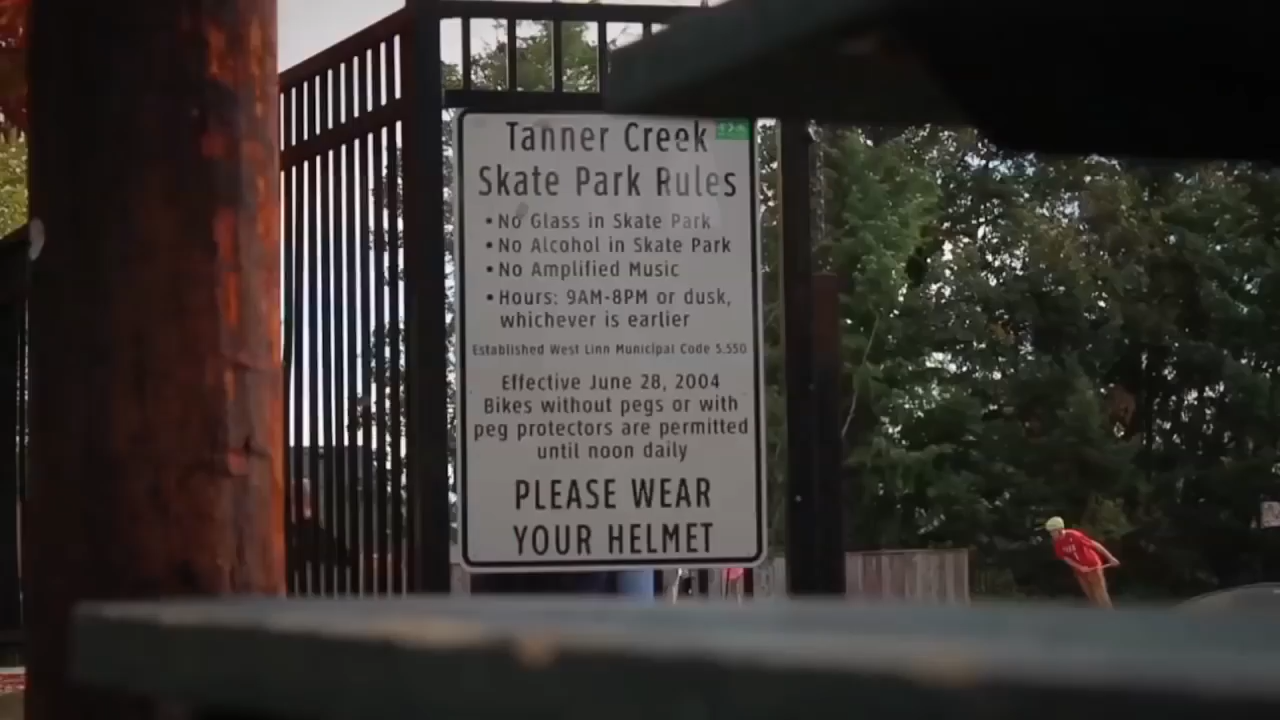 Tanner Creek
Skate Park Rules
• No Glass in Skate Park
• No Alcohol in Skate Park
• No Amplified Music
• Hours: 9AM-8PM or dusk,
whichever is earlier
Established West Linn Municipal Code 5.550
Effective June 28, 2004
Bikes without pegs or with
peg protectors are permitted
until noon daily
PLEASE WEAR
YOUR HELMET